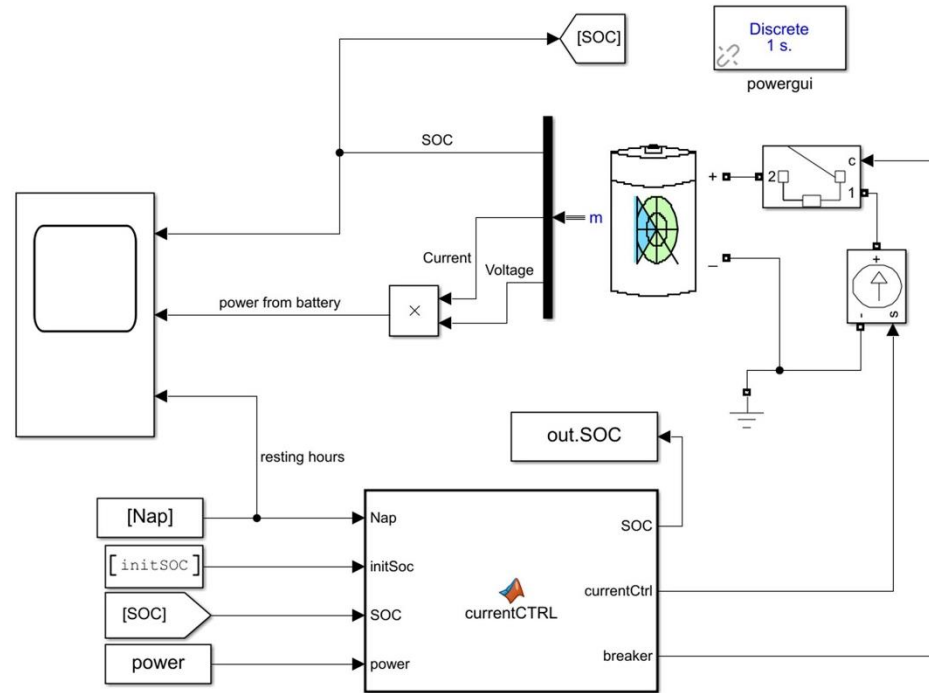 [SOC]
Discrete
1 s.
powergui
SOC
+
2
c
1
m
Current
Voltage
_
+
power from battery
×
-
s
out.SOC
resting hours
[Nap]
Nap
SOC
[initSOC]
initSoc
currentCtrl
[SOC]
SOC
currentCTRL
power
power
breaker